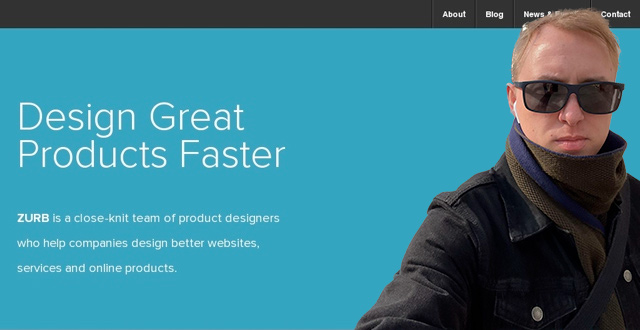 About Blog News & Contact
Design Great
Products Faster
ZURB is a close-knit team of product designers
who help companies design better websites,
services and online products.